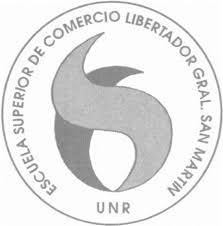 ESCUELA SUPERIOR DE COMERCIO LIBERTADOR GRAL. SAN MARTIN
UNR